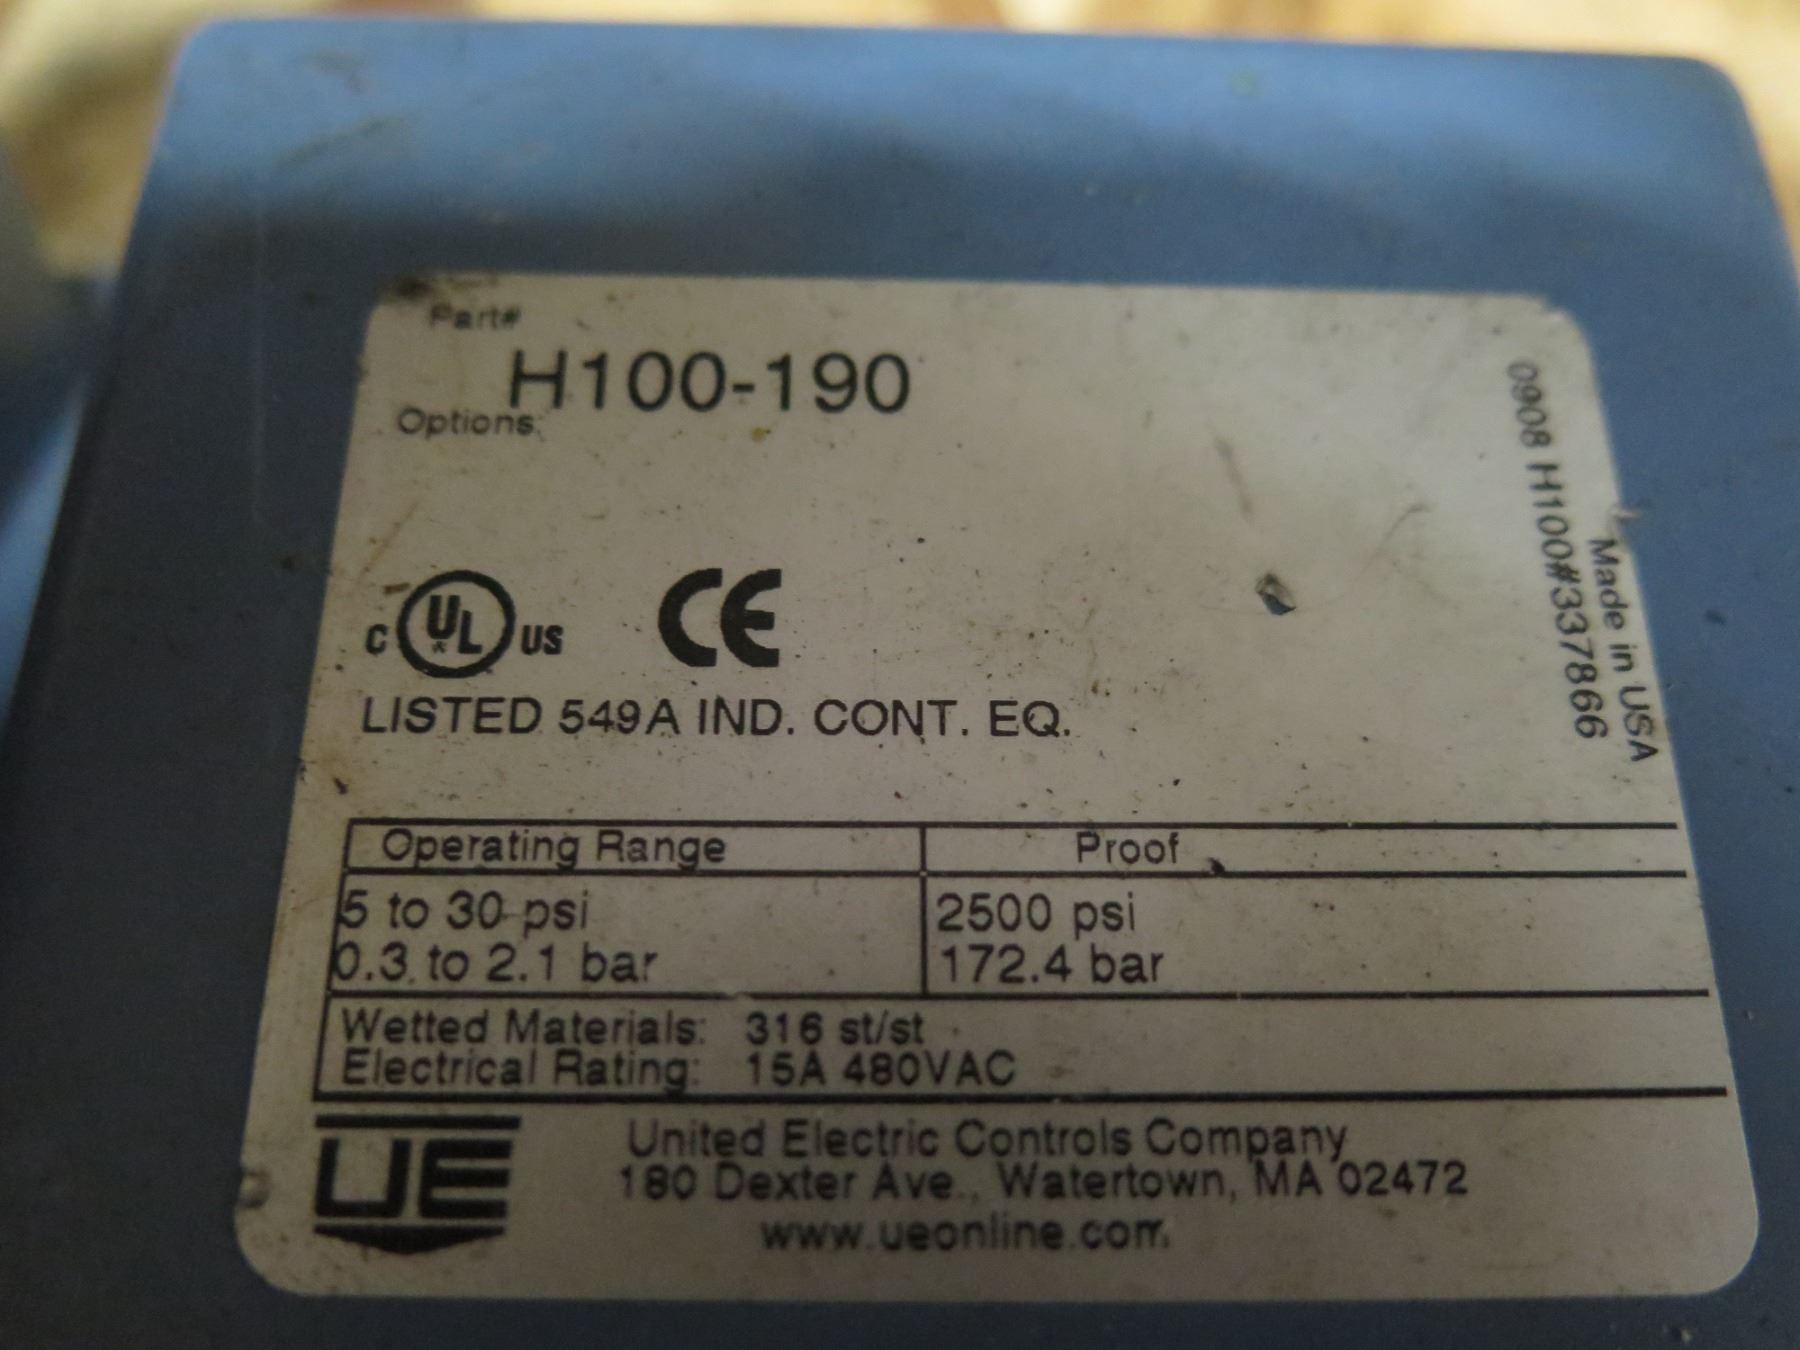 Part#
H100-190
Options:
C UL US CE
LISTED 549A IND. CONT. EQ.
0908 H100#337866
Made in USA
Operating Range Proof
5 to 30 psi 2500 psi
0.3 to 2.1 bar 172.4 bar
Wetted Materials: 316 st/st
Electrical Rating: 15A 480VAC
UE
United Electric Controls Company
180 Dexter Ave., Watertown, MA 02472
www.ueonline.com